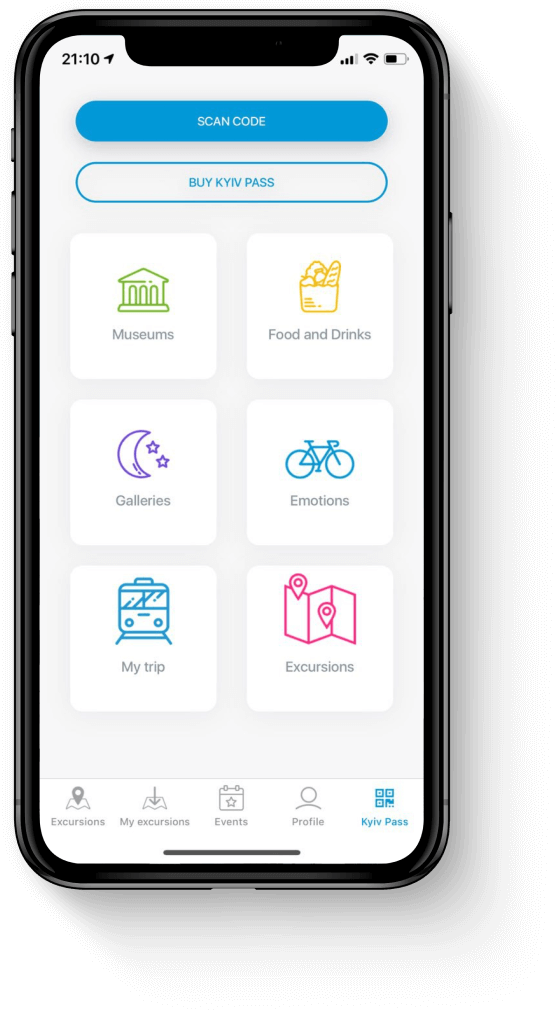 21:10
SCAN CODE
BUY KYIV PASS
Museums
Food and Drinks
Galleries
Emotions
My trip
Excursions
Excursions
My excursions
Events
Profile
Kyiv Pass